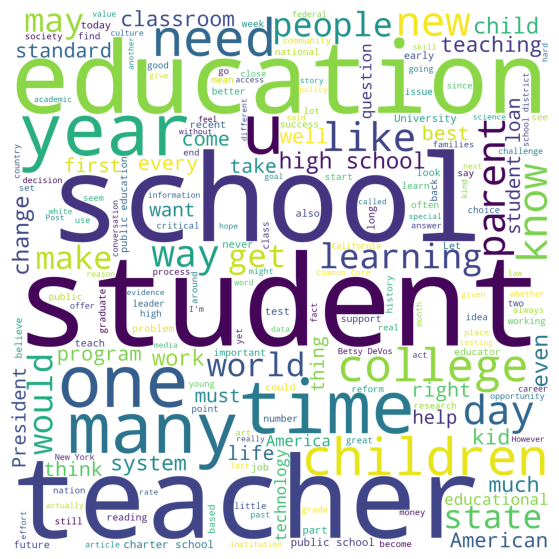 may
value
today
society
find
culture
another
classroom
need
people
new
child
federal
week
community
skill
going
hard
standard
good
give
go
close
mean
access
national
story
policy
early
teaching
education
year
academic
come
better
lot
said
success
since
question
issue
University
science
see
school district
without
feel
different
families
u
like
best
student loan
first
every
well
high school
take
recent
end
goal
start
learn
look
back
say
next
kind
challenge
country
decision
set
seem
information
school
parent
know
change
public education
want
also
long
often
called
special
choice
answer
white
Post
use
conversation
critical
hope
never
class
California
Let
make
way
get
learning
Common Core
law
reason
believe
public
offer
process
evidence
graduate
leader
high
around
I'm
might
word
test
yet
fact
data
support
history
real
month
given
whether
two
idea
place
testing
always
working
student
problem
teach
program
work
media
important
world
thing
Betsy DeVos
act
educator
President
would
one
many
time
college
even
young
could
must
point
number
reform
research
right
day
career
opportunity
However
America
great
help
kid
art
really
New York
think
system
life
last
job
technology
children
much
educational
state
American
nation
actually
rate
still
reading
based
little
past
teacher
part
grade
money
become
public school
future
effort
article
charter school
institution